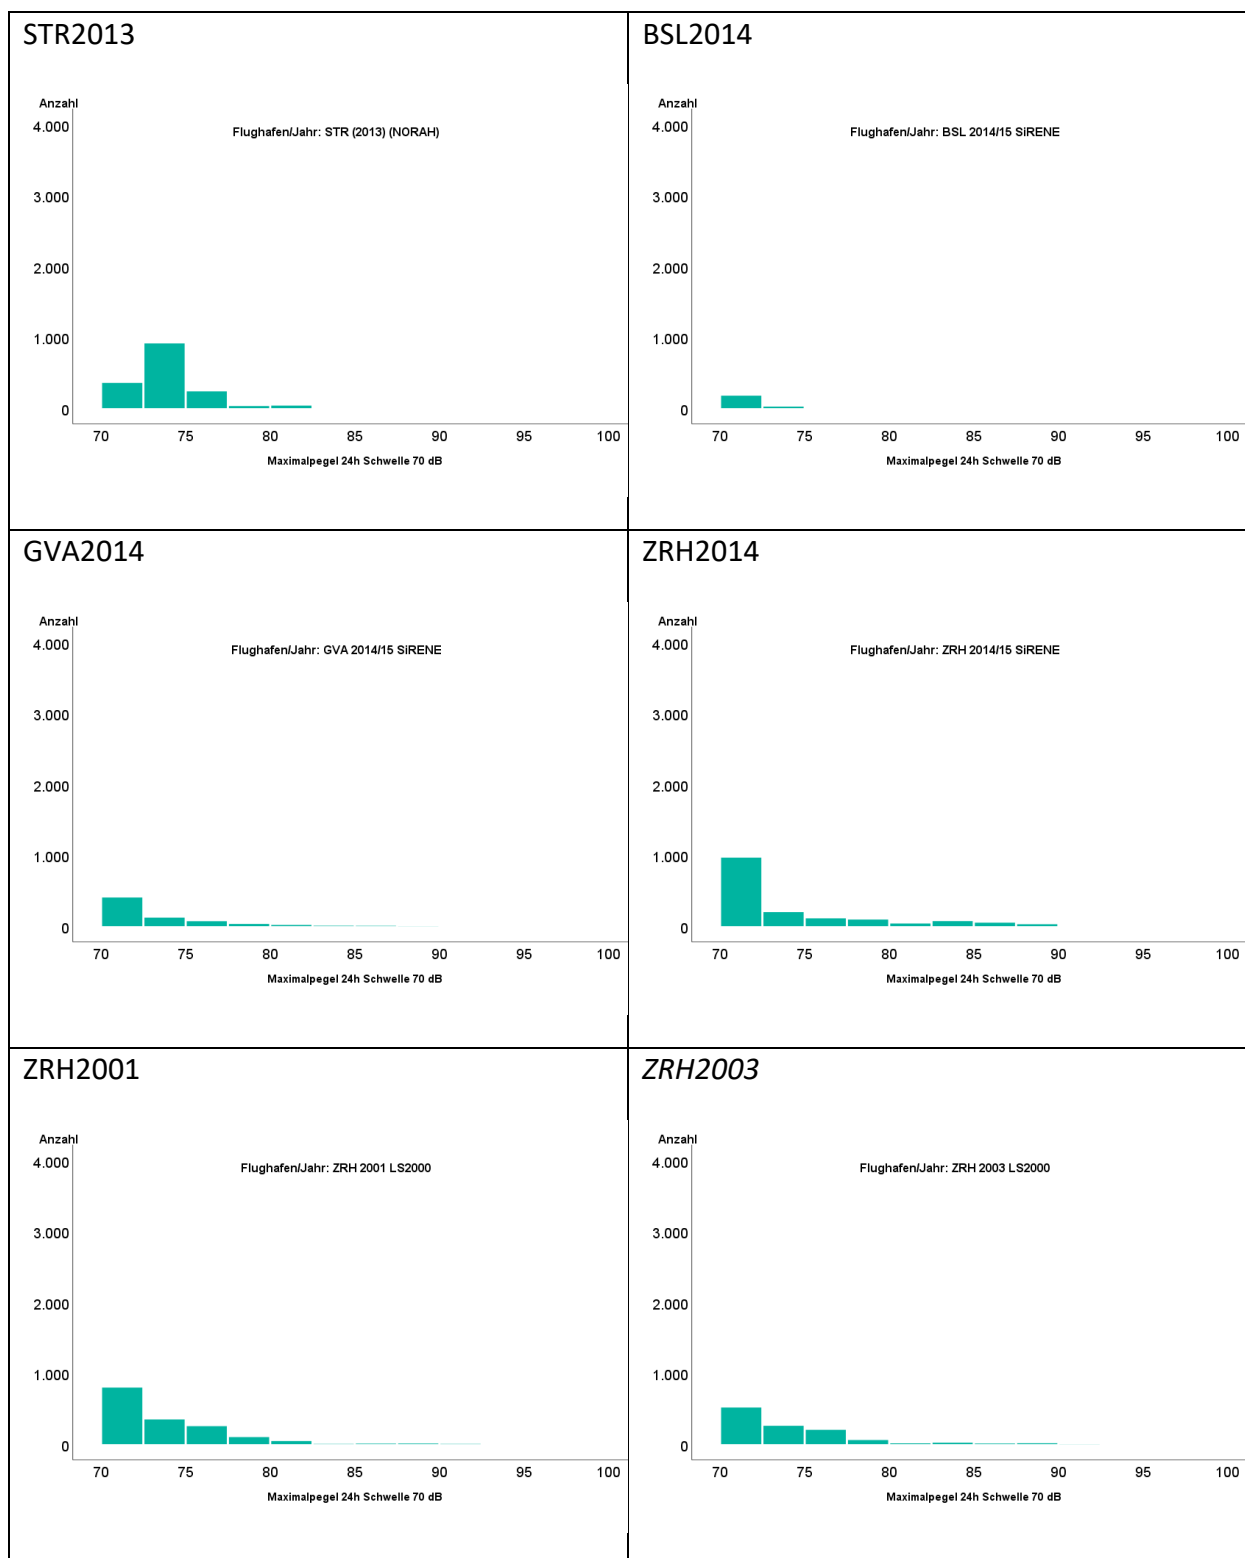 STR2013
Anzahl
Flughafen/Jahr: STR (2013) (NORAH)
4.000
3.000
2.000
1.000
0
70 75 80 85 90 95 100
Maximalpegel 24h Schwelle 70 dB
BSL2014
Anzahl
Flughafen/Jahr: BSL 2014/15 SiRENE
4.000
3.000
2.000
1.000
0
70 75 80 85 90 95 100
Maximalpegel 24h Schwelle 70 dB
GVA2014
Anzahl
Flughafen/Jahr: GVA 2014/15 SiRENE
4.000
3.000
2.000
1.000
0
70 75 80 85 90 95 100
Maximalpegel 24h Schwelle 70 dB
ZRH2014
Anzahl
Flughafen/Jahr: ZRH 2014/15 SiRENE
4.000
3.000
2.000
1.000
0
70 75 80 85 90 95 100
Maximalpegel 24h Schwelle 70 dB
ZRH2001
Anzahl
Flughafen/Jahr: ZRH 2001 LS2000
4.000
3.000
2.000
1.000
0
70 75 80 85 90 95 100
Maximalpegel 24h Schwelle 70 dB
ZRH2003
Anzahl
Flughafen/Jahr: ZRH 2003 LS2000
4.000
3.000
2.000
1.000
0
70 75 80 85 90 95 100
Maximalpegel 24h Schwelle 70 dB